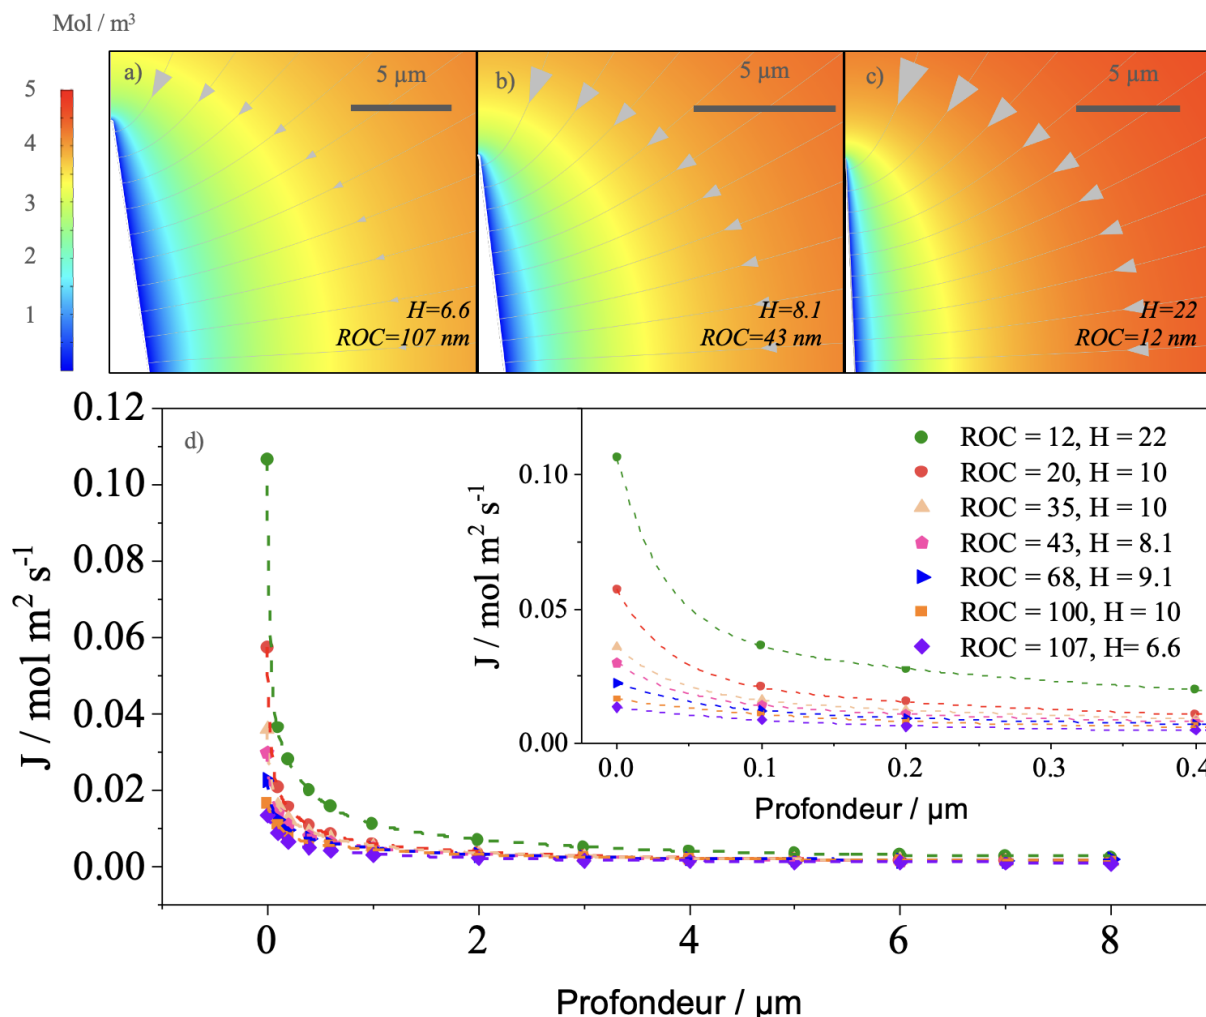 Mol / m³
5
4
3
2
1
a)
5 µm
H=6.6
ROC=107 nm
b)
5 µm
H=8.1
ROC=43 nm
c)
5 µm
H=22
ROC=12 nm
d)
J / mol m² s⁻¹
0.12
0.10
0.08
0.06
0.04
0.02
0.00
0 2 4 6 8
Profondeur / µm
J / mol m² s⁻¹
0.10
0.05
0.00
0.0 0.1 0.2 0.3 0.4
Profondeur / µm
ROC = 12, H = 22
ROC = 20, H = 10
ROC = 35, H = 10
ROC = 43, H = 8.1
ROC = 68, H = 9.1
ROC = 100, H = 10
ROC = 107, H= 6.6